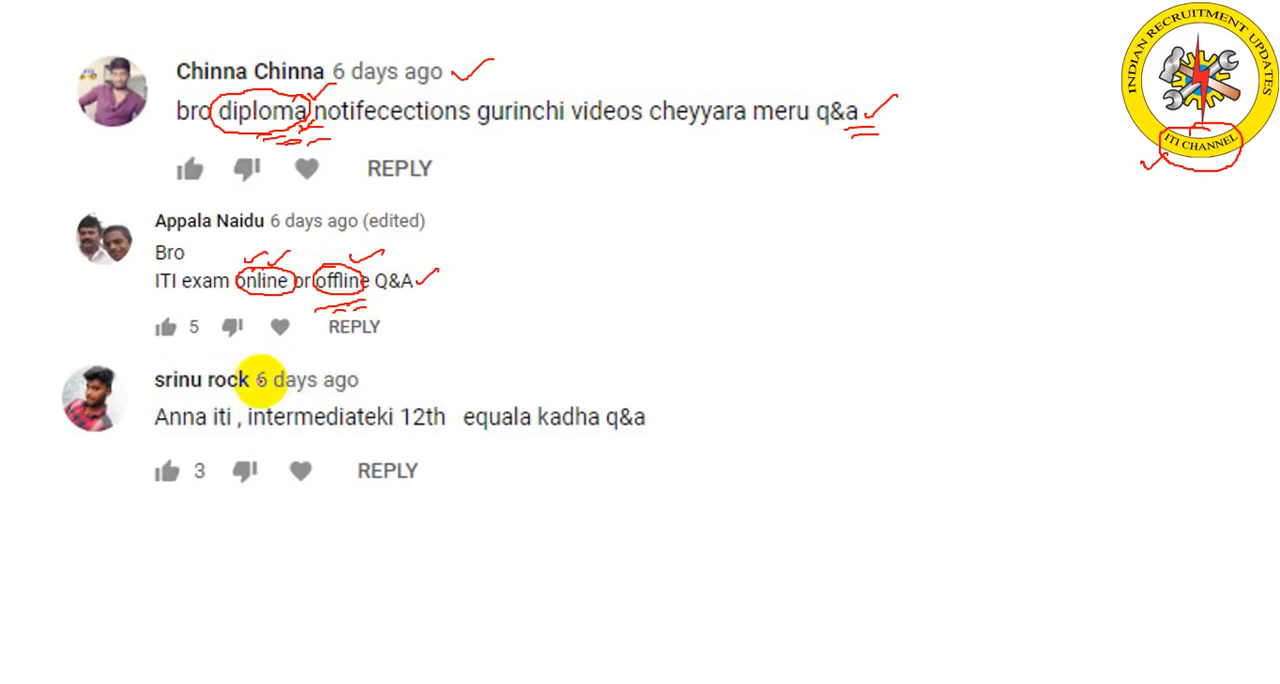 Chinna Chinna 6 days ago
bro diploma notifecections gurinchi videos cheyyara meru q&a
REPLY
Appala Naidu 6 days ago (edited)
Bro
ITI exam online or offline Q&A
5 REPLY
srinu rock 6 days ago
Anna iti , intermediateki 12th equala kadha q&a
3 REPLY
INDIAN RECRUITMENT UPDATES
ITI CHANNEL